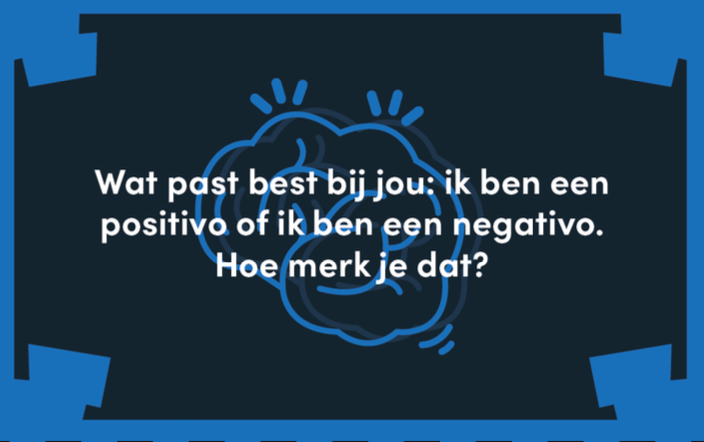 Wat past best bij jou: ik ben een
positivo of ik ben een negativo.
Hoe merk je dat?